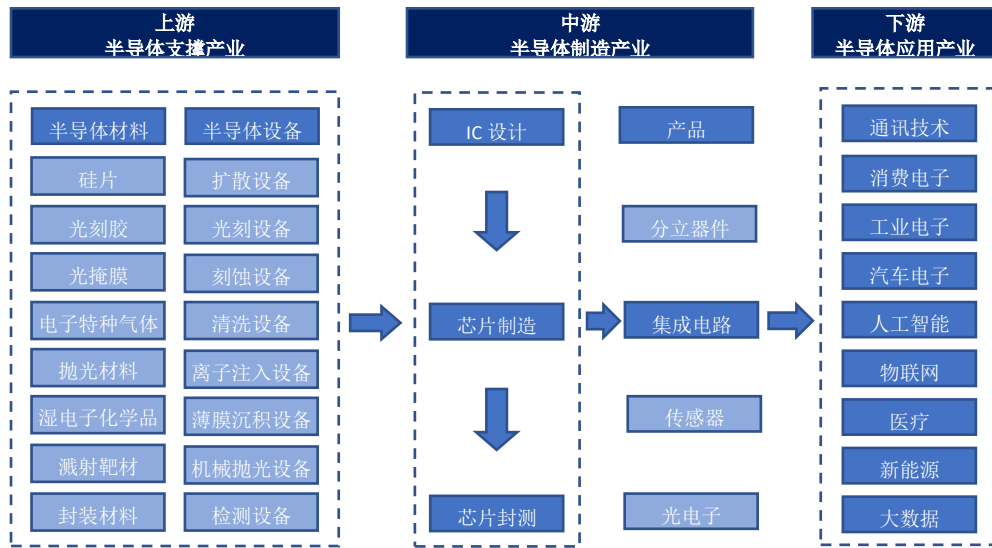 上游
半导体支撑产业
中游
半导体制造产业
下游
半导体应用产业
半导体材料
硅片
光刻胶
光掩膜
电子特种气体
抛光材料
湿电子化学品
溅射靶材
封装材料
半导体设备
扩散设备
光刻设备
刻蚀设备
清洗设备
离子注入设备
薄膜沉积设备
机械抛光设备
检测设备
IC 设计
芯片制造
芯片封测
产品
分立器件
集成电路
传感器
光电子
通讯技术
消费电子
工业电子
汽车电子
人工智能
物联网
医疗
新能源
大数据